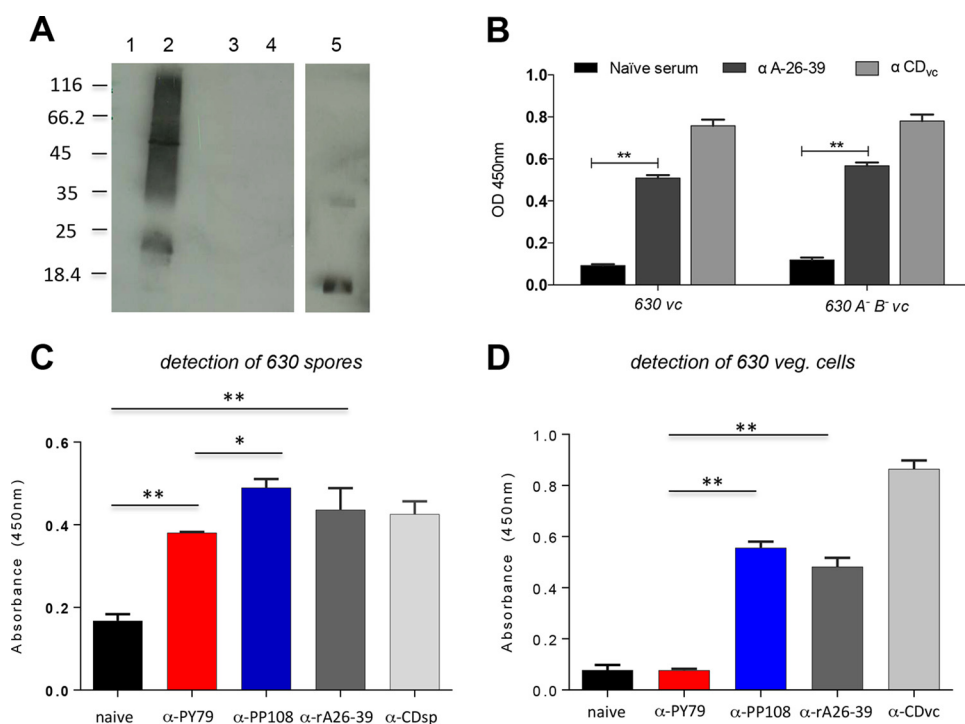 A
1 2 3 4 5
116
66.2
45
35
25
18.4
B
Naïve serum α A-26-39 α CDvc
OD 450nm
1.0
0.8
0.6
0.4
0.2
0.0
** **
630 vc 630 A- B- vc
C
detection of 630 spores
Absorbance (450nm)
0.6
0.4
0.2
0.0
**
*
**
naive α-PY79 α-PP108 α-rA26-39 α-CDsp
D
detection of 630 veg. cells
Absorbance (450nm)
1.0
0.8
0.6
0.4
0.2
0.0
**
**
naive α-PY79 α-PP108 α-rA26-39 α-CDvc